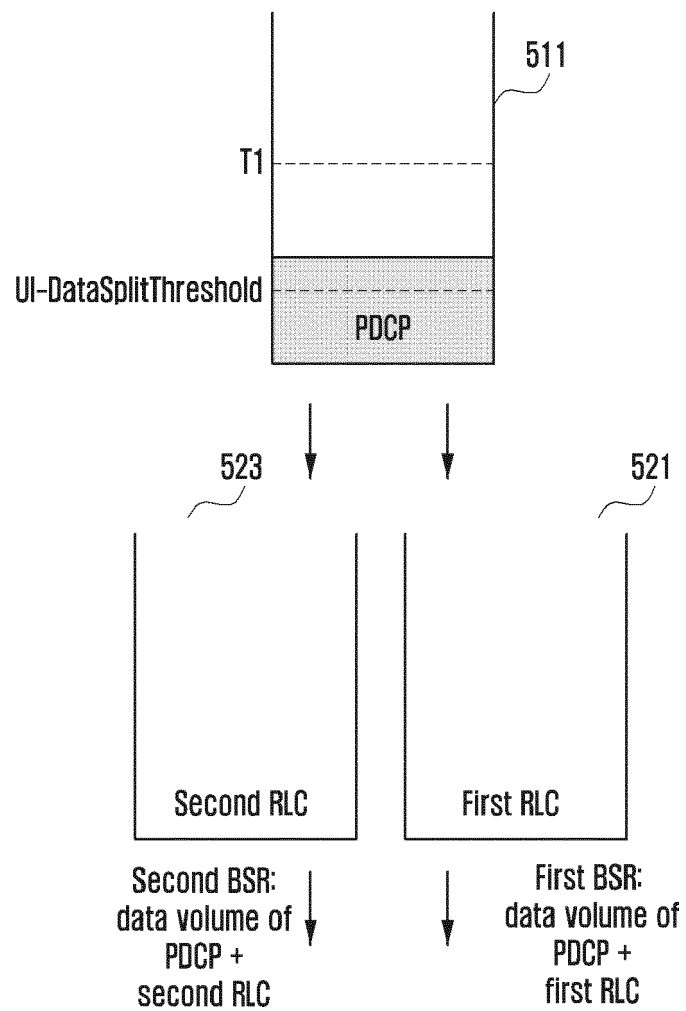 511
T1
Ul-DataSplitThreshold
PDCP
523
521
Second RLC
First RLC
Second BSR:
data volume of
PDCP +
second RLC
First BSR:
data volume of
PDCP +
first RLC